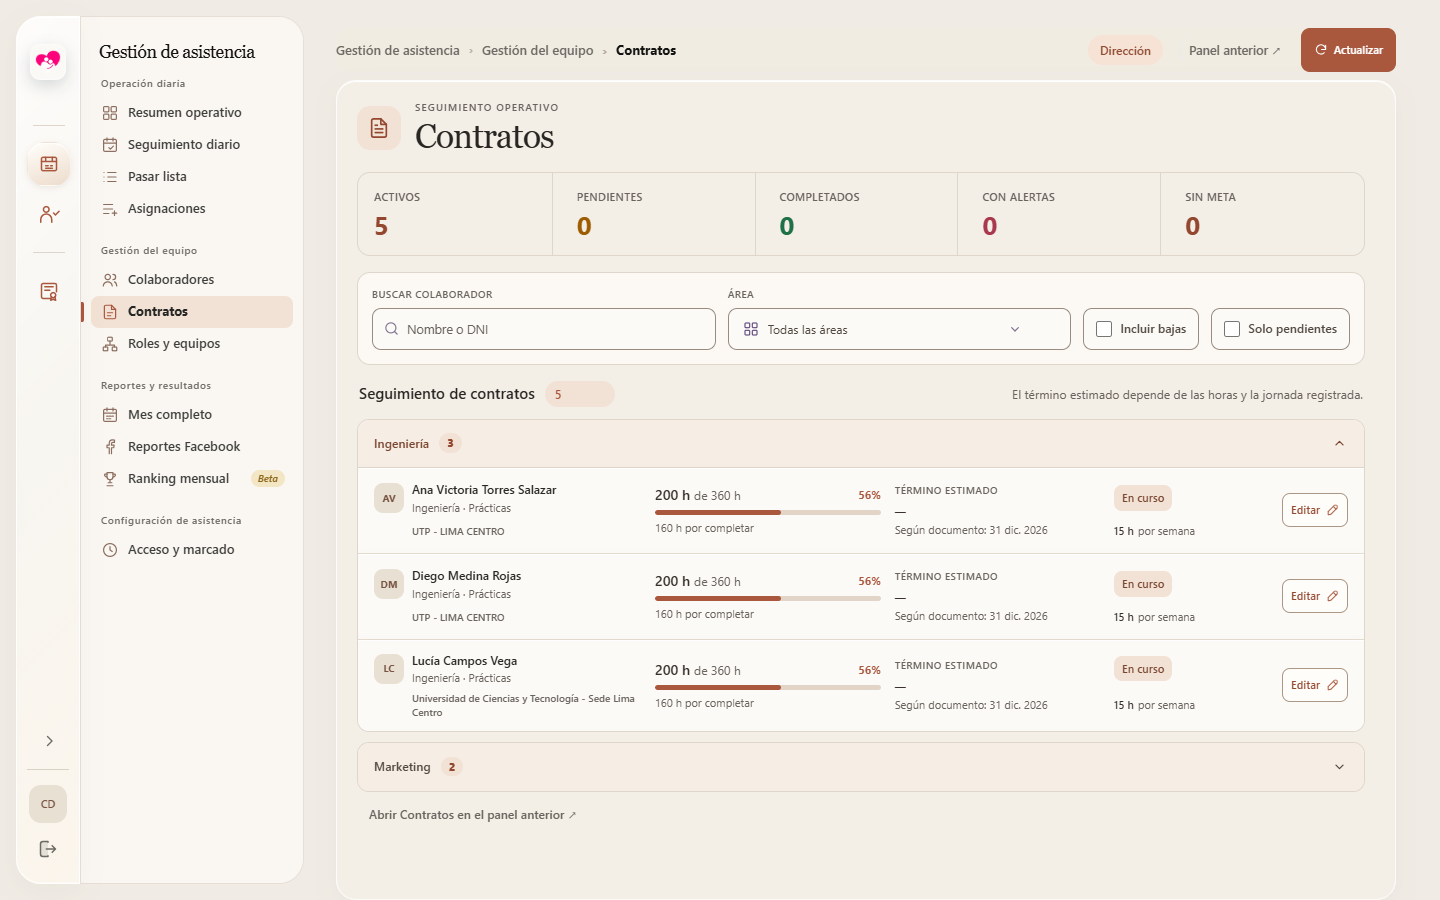 Gestión de asistencia
Operación diaria
Resumen operativo
Seguimiento diario
Pasar lista
Asignaciones
Gestión del equipo
Colaboradores
Contratos
Roles y equipos
Reportes y resultados
Mes completo
Reportes Facebook
Ranking mensual Beta
Configuración de asistencia
Acceso y marcado
CD
Gestión de asistencia › Gestión del equipo › Contratos
Dirección
Panel anterior ↗
Actualizar
SEGUIMIENTO OPERATIVO
Contratos
ACTIVOS
5
PENDIENTES
0
COMPLETADOS
0
CON ALERTAS
0
SIN META
0
BUSCAR COLABORADOR
Nombre o DNI
ÁREA
Todas las áreas
Incluir bajas
Solo pendientes
Seguimiento de contratos 5
El término estimado depende de las horas y la jornada registrada.
Ingeniería 3
AV
Ana Victoria Torres Salazar
Ingeniería · Prácticas
UTP - LIMA CENTRO
200 h de 360 h 56%
160 h por completar
TÉRMINO ESTIMADO
—
Según documento: 31 dic. 2026
En curso
15 h por semana
Editar
DM
Diego Medina Rojas
Ingeniería · Prácticas
UTP - LIMA CENTRO
200 h de 360 h 56%
160 h por completar
TÉRMINO ESTIMADO
—
Según documento: 31 dic. 2026
En curso
15 h por semana
Editar
LC
Lucía Campos Vega
Ingeniería · Prácticas
Universidad de Ciencias y Tecnología - Sede Lima
Centro
200 h de 360 h 56%
160 h por completar
TÉRMINO ESTIMADO
—
Según documento: 31 dic. 2026
En curso
15 h por semana
Editar
Marketing 2
Abrir Contratos en el panel anterior ↗